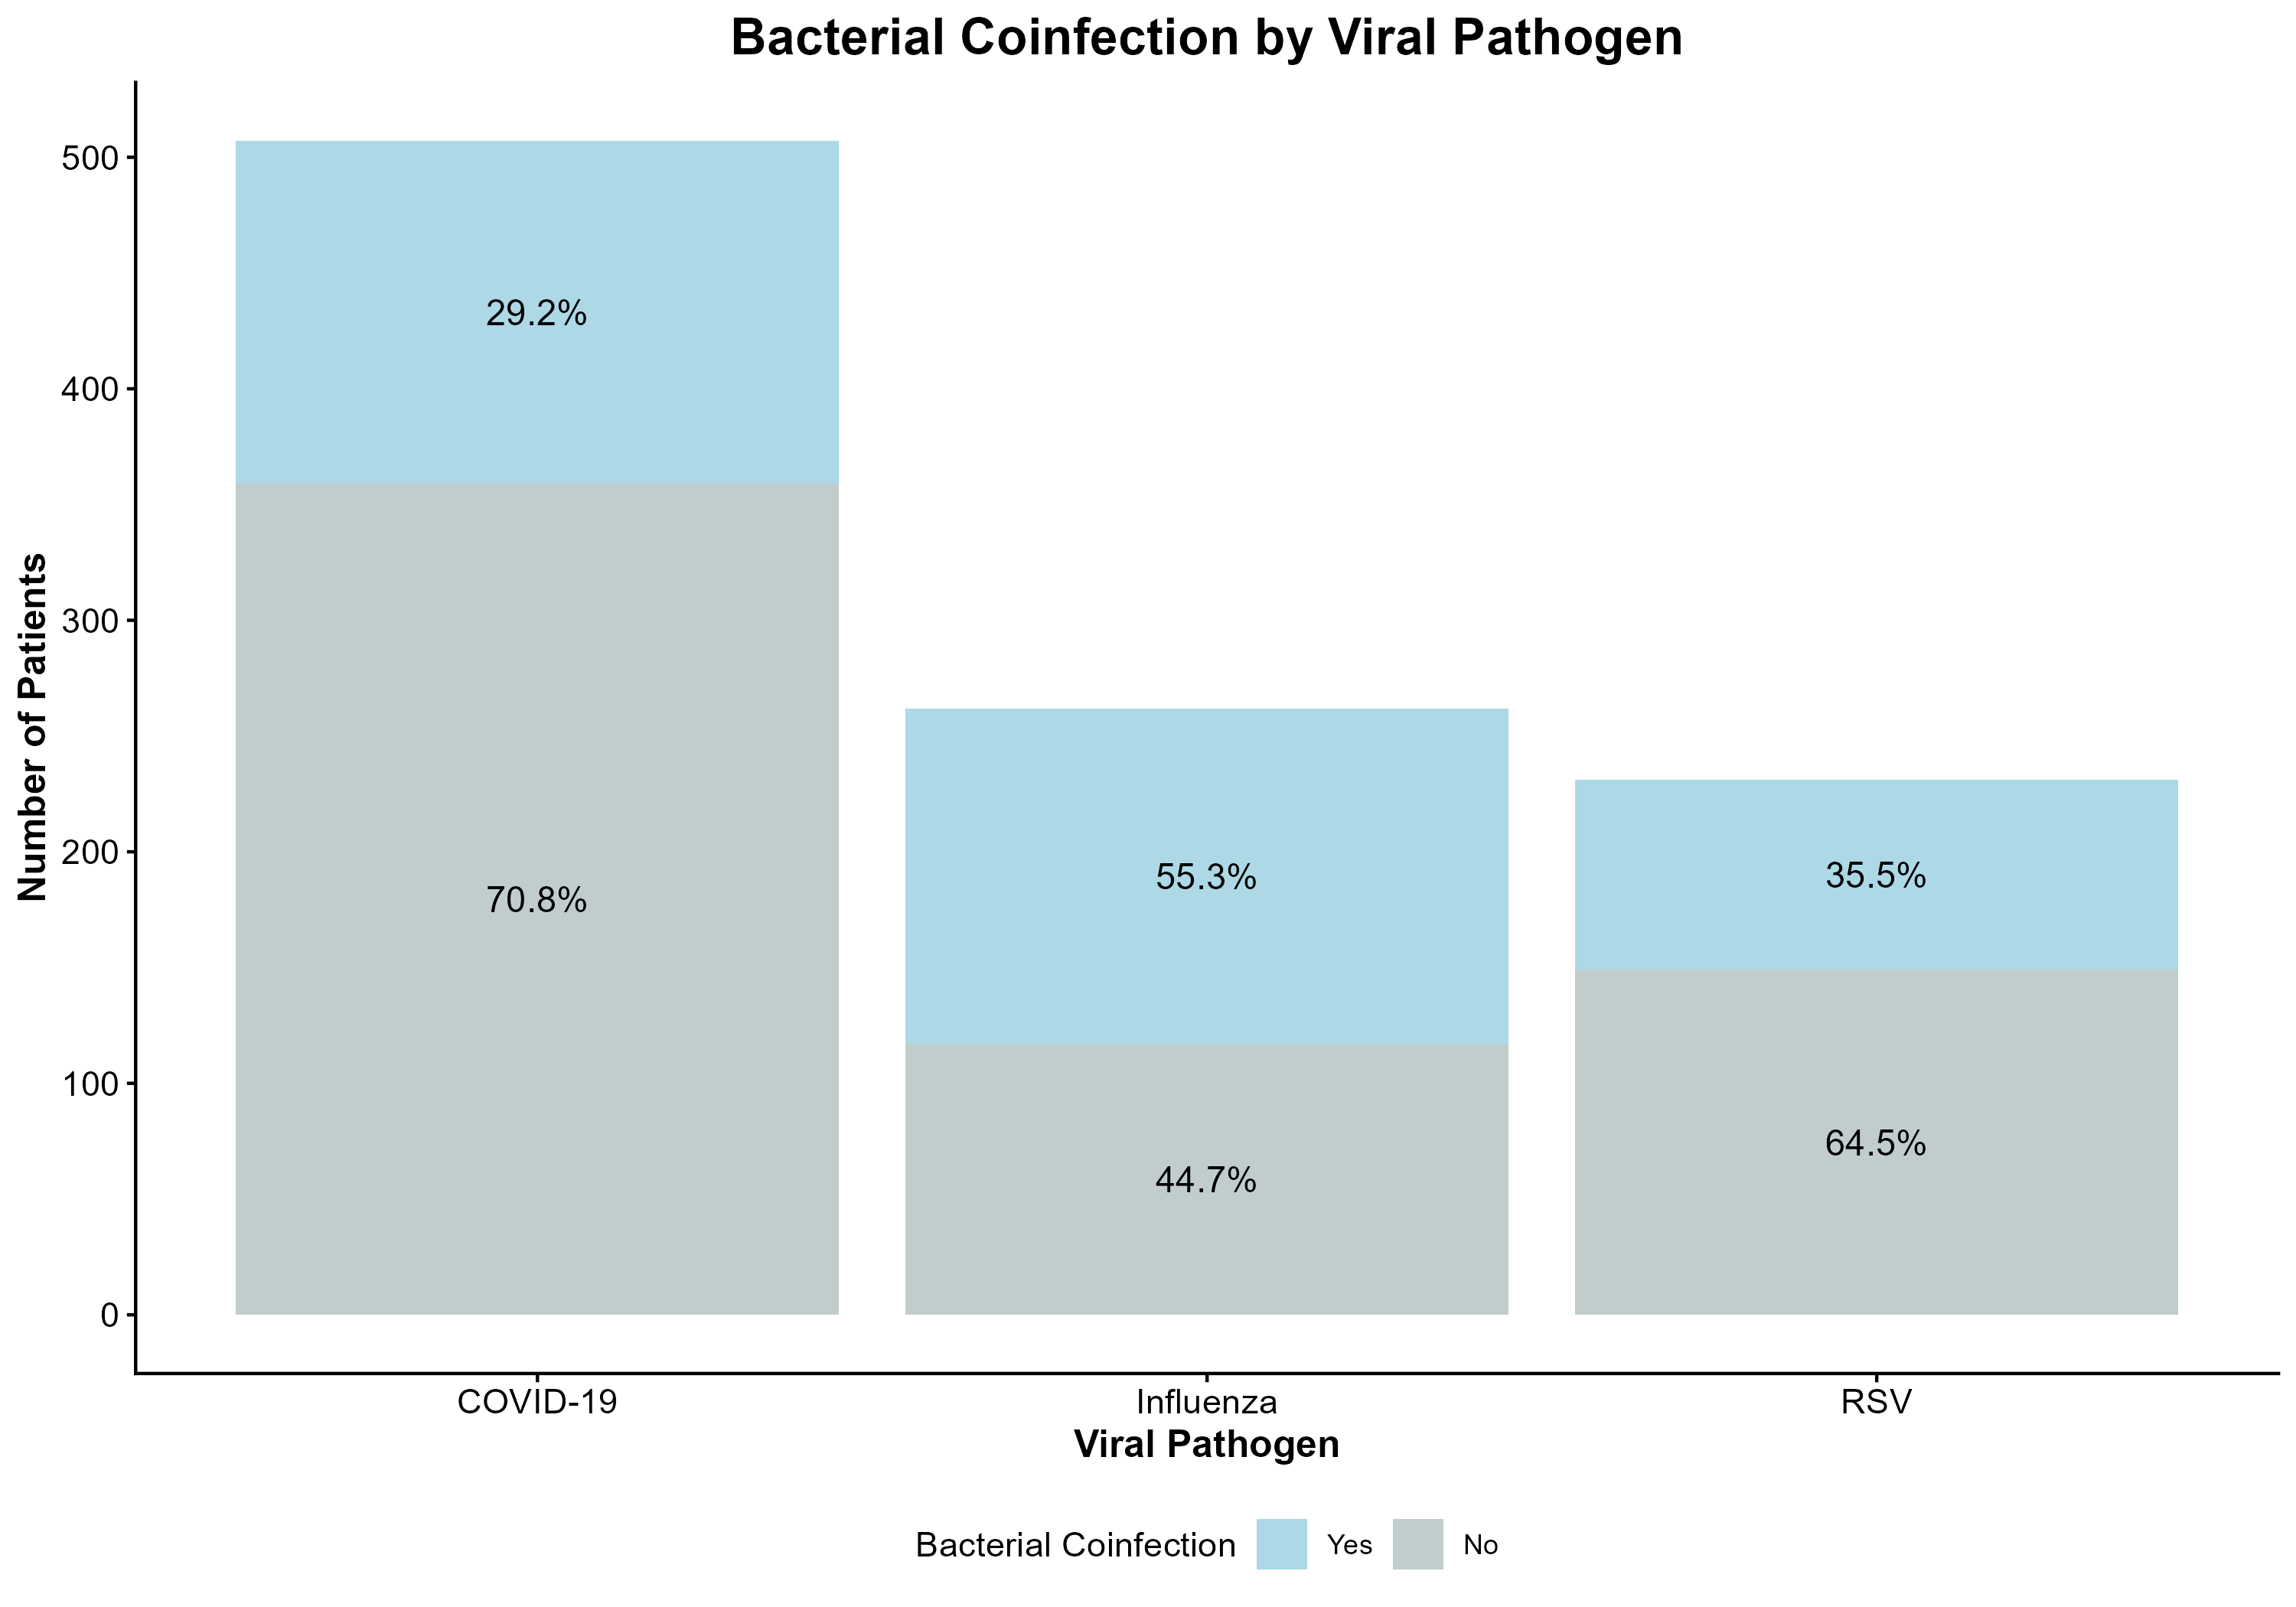 Bacterial Coinfection by Viral Pathogen
Number of Patients
500
400
300
200
100
0
29.2%
70.8%
55.3%
44.7%
35.5%
64.5%
COVID-19
Influenza
RSV
Viral Pathogen
Bacterial Coinfection Yes No